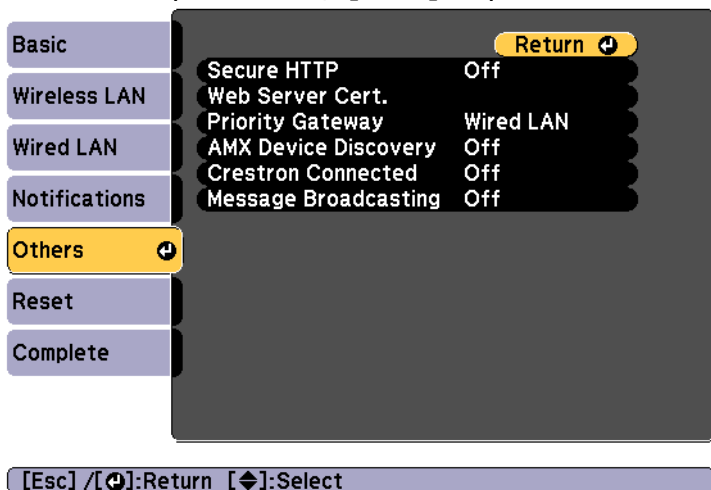 Basic
Wireless LAN
Wired LAN
Notifications
Others
Reset
Complete
Return
Secure HTTP Off
Web Server Cert.
Priority Gateway Wired LAN
AMX Device Discovery Off
Crestron Connected Off
Message Broadcasting Off
[Esc] /[⏎]:Return [◆]:Select